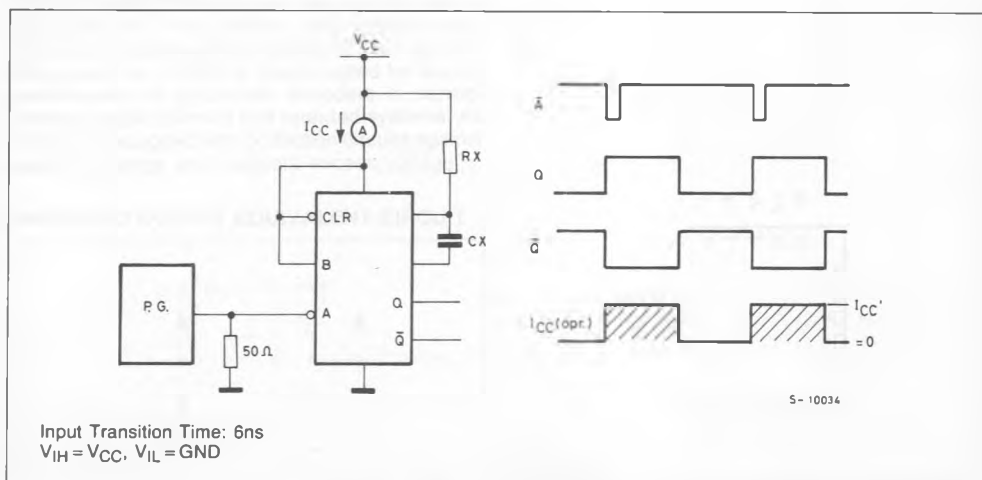 VCC
ICC
A
RX
CLR
CX
B
P.G.
A
Q
Q̄
50Ω
Ā
Q
Q̄
ICC(opr.)
ICC'
=0
S-10034
Input Transition Time: 6ns
VIH = VCC, VIL = GND